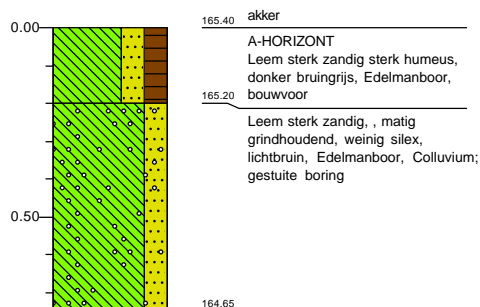 0.00
165.40 akker
A-HORIZONT
Leem sterk zandig sterk humeus,
donker bruingrijs, Edelmanboor,
165.20 bouwvoor
Leem sterk zandig, , matig
grindhoudend, weinig silex,
lichtbruin, Edelmanboor, Colluvium;
gestuite boring
0.50
164.65